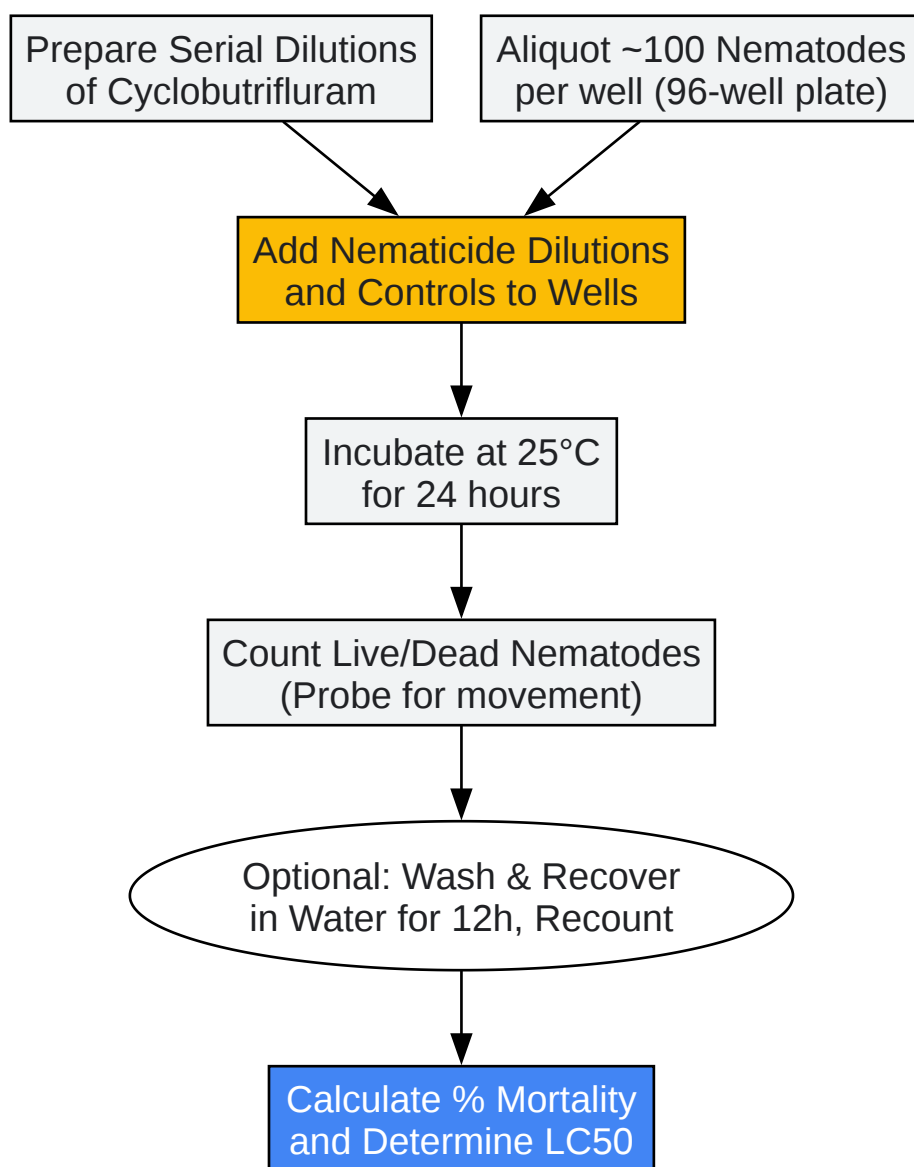 Prepare Serial Dilutions
of Cyclobutrifluram
Aliquot ~100 Nematodes
per well (96-well plate)
Add Nematicide Dilutions
and Controls to Wells
Incubate at 25°C
for 24 hours
Count Live/Dead Nematodes
(Probe for movement)
Optional: Wash & Recover
in Water for 12h, Recount
Calculate % Mortality
and Determine LC50